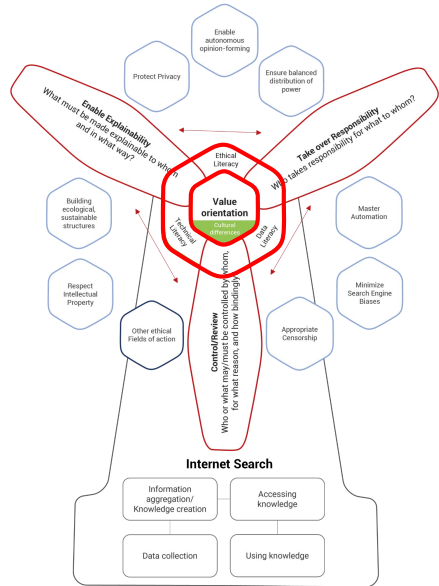 Enable
autonomous
opinion-forming
Protect Privacy
Ensure balanced
distribution of
power
Enable Explainability
What must be made explainable to whom
and in what way?
Take over Responsibility
Who takes responsibility for what to whom?
Ethical
Literacy
Value
orientation
Cultural
differences
Technical
Literacy
Data
Literacy
Building
ecological,
sustainable
structures
Master
Automation
Respect
Intellectual
Property
Minimize
Search Engine
Biases
Other ethical
Fields of action
Control/Review
Who or what may/must be controlled by whom,
for what reason, and how bindingly
Appropriate
Censorship
Internet Search
Information
aggregation/
Knowledge creation
Accessing
knowledge
Data collection
Using knowledge